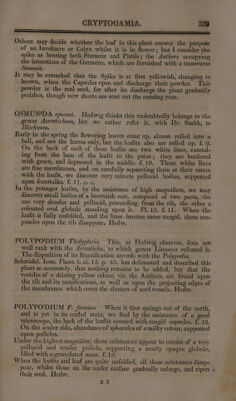 CRYPTOGAMIA. 339
Others may decide whether the leaf in this plant answer the purpose
of an Involucre or Calyx whilst it is in flower; but I consider the
spike as bearing both Stamens and Pistils; the Anthers occupying
the interstices of the Germens, which are furnished with a transverse
Summit.
It may be remarked that the Spike is at first yellowish, changing to
brown, when the Capsules open and discharge their powder. This
powder is the real seed, for after its discharge the plant gradually
perishes, though new shoots are sent out the ensuing year.
OSMUNDA spicant. Hedwig thinks this undoubtedly belongs to the
genus Acrostichum, but we rather refer it, with Dr. Smith, to
Blechnum.
Early in the spring the flowering leaves come up, almost rolled into a
ball, and not the leaves only, but the leafits also are rolled up. f. 9.
On the back of each of these leafits are two white lines, extend-
ing from the base of the leafit to the point; they are bordered
with green, and depressed in the middle. f. 10. These white lines
are fine membranes, and on carefully separating them at their union
with the leafit, we discover very minute pellucid bodies, supported
upon footstalks. f. 11. c. c.
In the younger leafits, by the assistance of high magnifiers, we may
discover small bodies of a brownish cast, composed of two parts, the
one very slender and pellucid, proceeding from the rib, the other a
coloured oval globule standing upon it. Pl. 13. f. 11. When the
leafit is fully unfolded, and the lines become more turgid, these cor-
puscles upon the rib disappear. Hedw.
POLYPODIUM Thelypteris. This, as Hedwig observes, does not
well rank with the Acrosticha, to which genus Linnæus referred it.
The disposition of its fructification accords with the Polypodia.
Schmidel, Icon. Plant. t. xi. 13. p. 45. has delineated and described this
plant so accurately, that nothing remains to be added, but that the
vesicles of a shining yellow colour, viz. the Anthers, are found upon
the rib and its ramifications, as well as upon the projecting edges of
the membranes which cover the clusters of seed vessels. Hedw.
POLYPODIUM F. fœmina. When it first springs out of the earth,
and is yet in its curled state, we find by the assistance of a good
microscope, the back of the leafits covered with turgid capsules. f. 12.
On the under side, abundance of spherules of a milky colour, supported
upon pedicles.
Under the highest magnifier, these substances appear to consist of a very
pellucid and tender pedicle, supporting a nearly opaque globule,
filled with a granulated mass. f. 13.
When the leafits and leaf are quite unfolded, all these substances disap-
pear, whilst those on the under surface gradually enlarge, and ripen
their seed. Hedw.